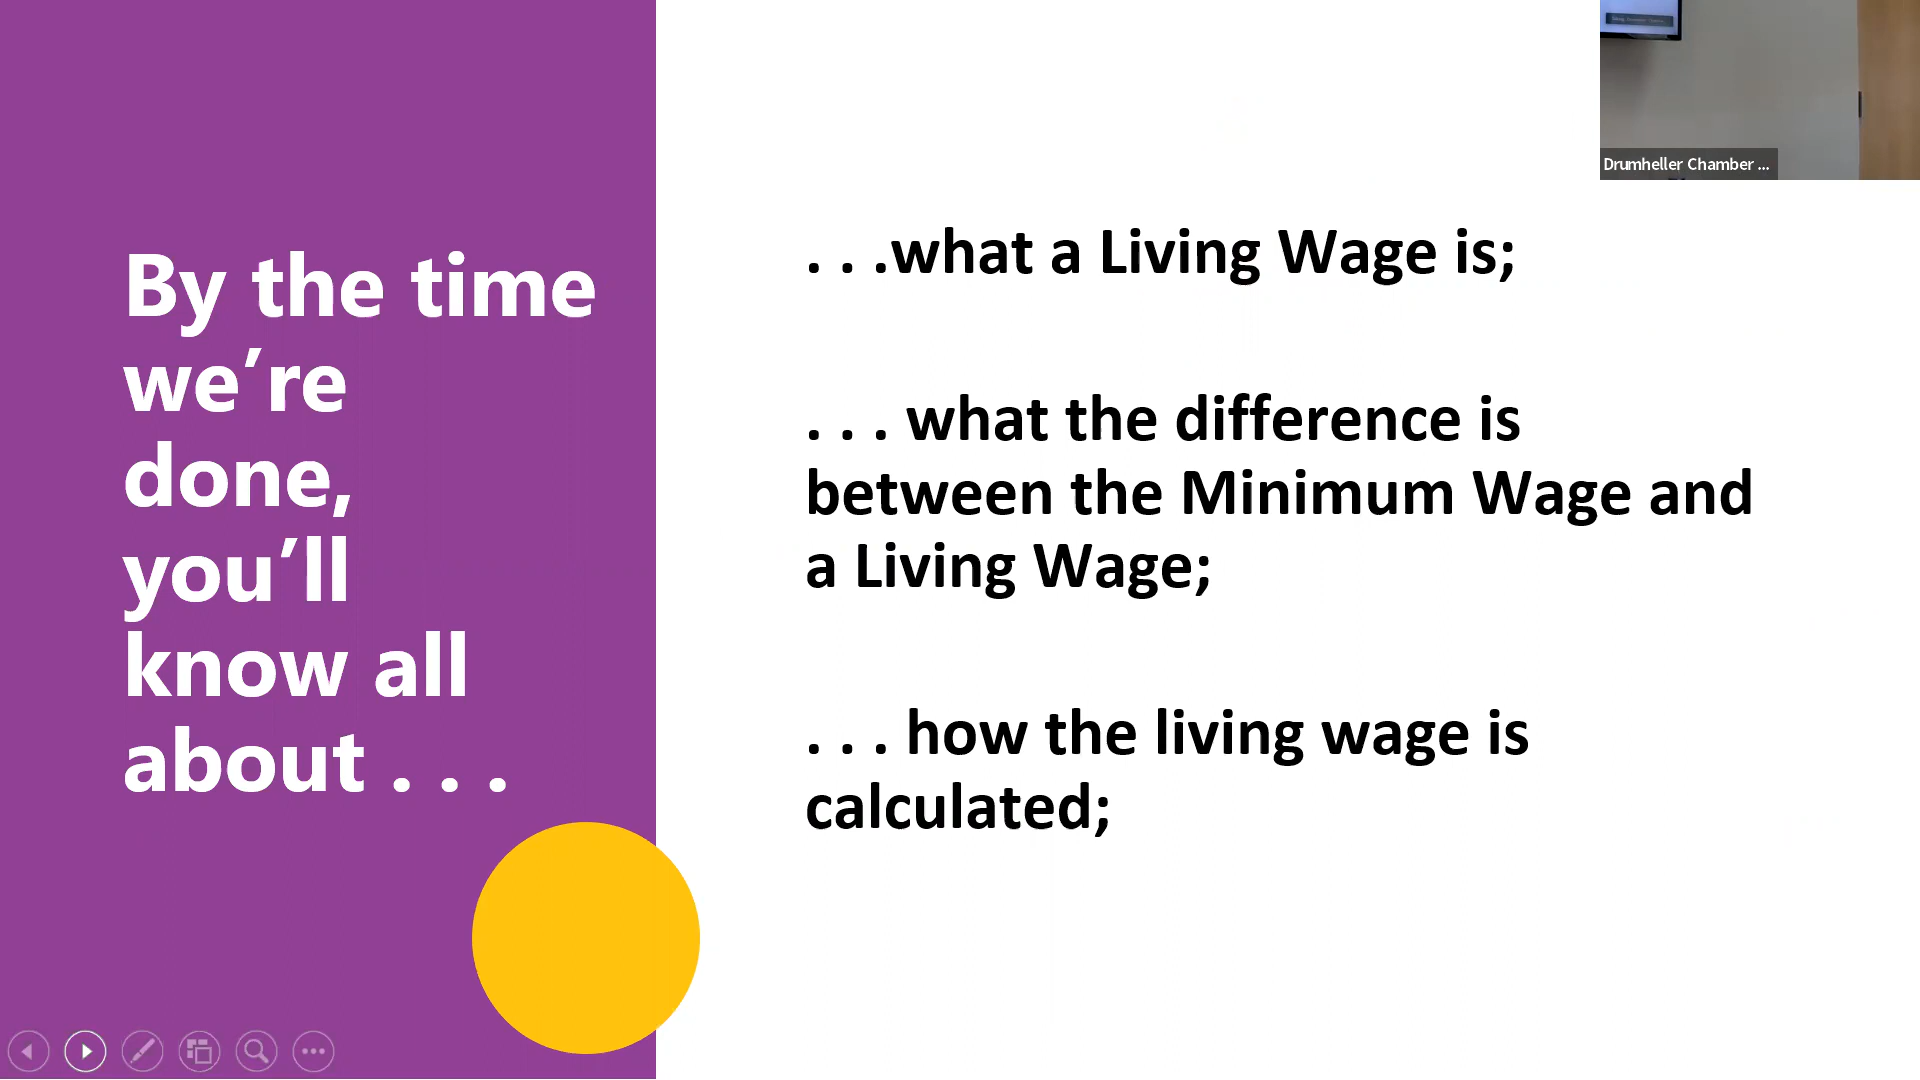 By the time
we’re
done,
you’ll
know all
about . . .
. . .what a Living Wage is;
. . . what the difference is
between the Minimum Wage and
a Living Wage;
. . . how the living wage is
calculated;
Drumheller Chamber ...